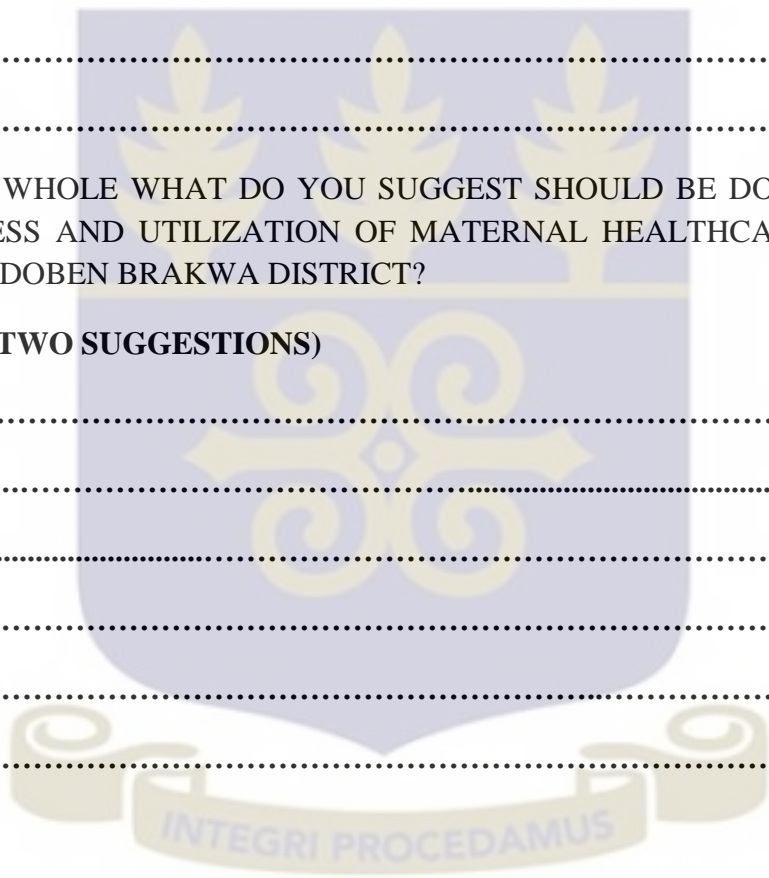 ........................................................................................
........................................................................................
WHOLE WHAT DO YOU SUGGEST SHOULD BE DO
ESS AND UTILIZATION OF MATERNAL HEALTHCA
DOBEN BRAKWA DISTRICT?
TWO SUGGESTIONS)
........................................................................................
........................................................................................
........................................................................................
........................................................................................
........................................................................................
........................................................................................
INTEGRI PROCEDAMUS